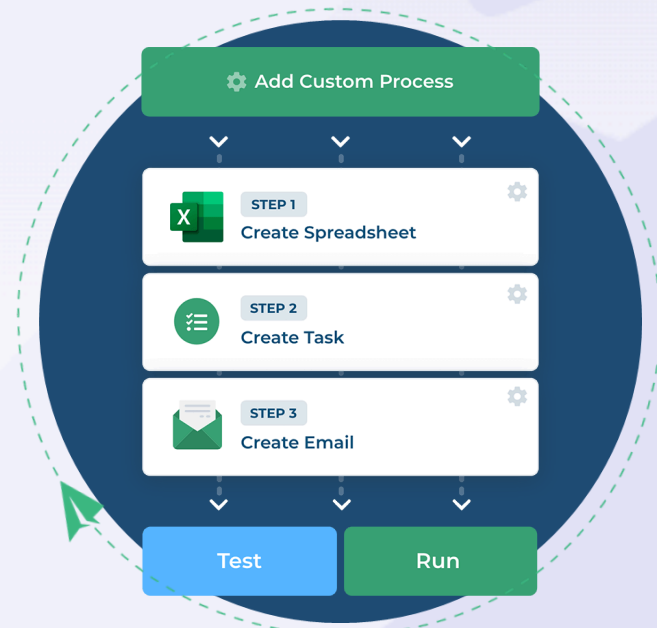 Add Custom Process
X
STEP 1
Create Spreadsheet
STEP 2
Create Task
STEP 3
Create Email
Test
Run